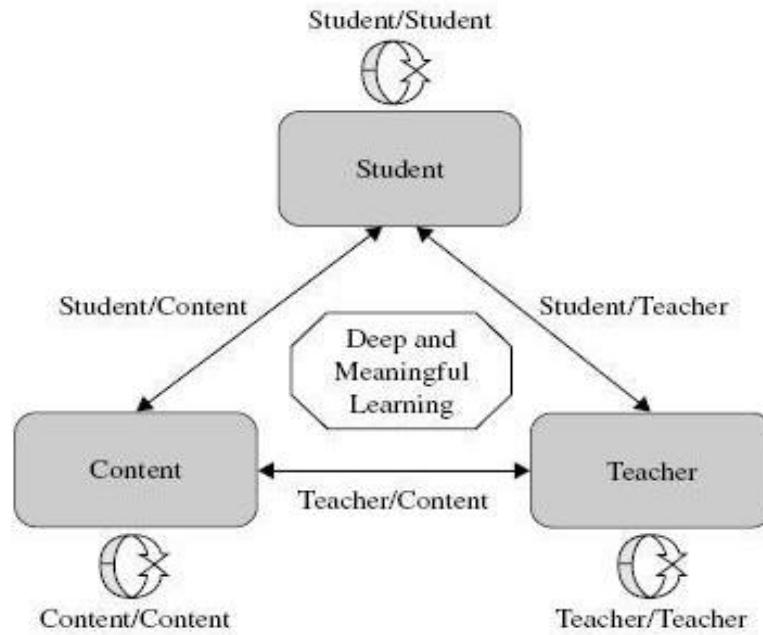 Student/Student
Student
Student/Content
Student/Teacher
Deep and
Meaningful
Learning
Content
Teacher
Teacher/Content
Content/Content
Teacher/Teacher